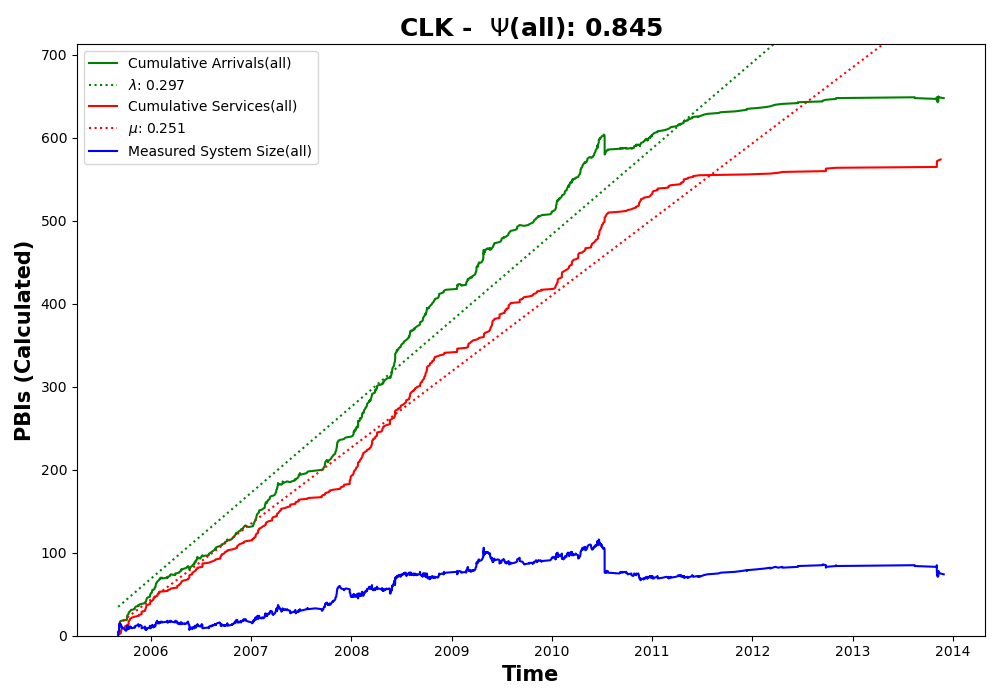 CLK - Ψ(all): 0.845
Cumulative Arrivals(all)
λ: 0.297
Cumulative Services(all)
μ: 0.251
Measured System Size(all)
PBIs (Calculated)
700
600
500
400
300
200
100
0
2006 2007 2008 2009 2010 2011 2012 2013 2014
Time